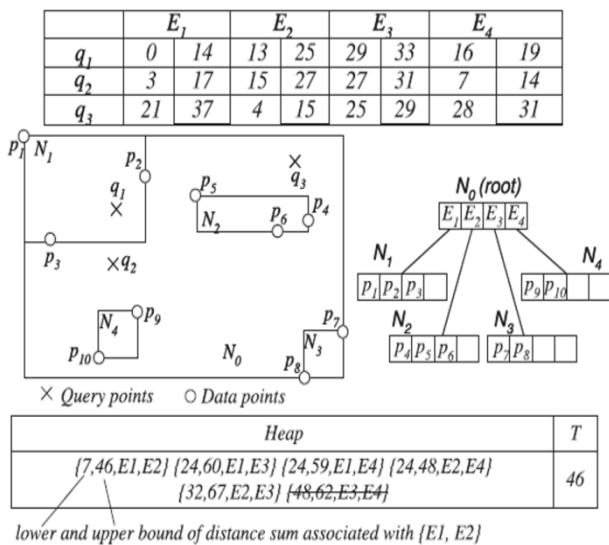 E1 E2 E3 E4
q1 0 14 13 25 29 33 16 19
q2 3 17 15 27 27 31 7 14
q3 21 37 4 15 25 29 28 31
p1 N1 p2 q1 p3 q2
p5 q3 p4 N2 p6
N4 p9 p10 N0 p7 N3 p8
× Query points ○ Data points
N0 (root)
E1 E2 E3 E4
N1 N4
p1 p2 p3 p9 p10
N2 N3
p4 p5 p6 p7 p8
Heap T
{7,46,E1,E2} {24,60,E1,E3} {24,59,E1,E4} {24,48,E2,E4}
{32,67,E2,E3} {48,62,E3,E4} 46
lower and upper bound of distance sum associated with {E1, E2}